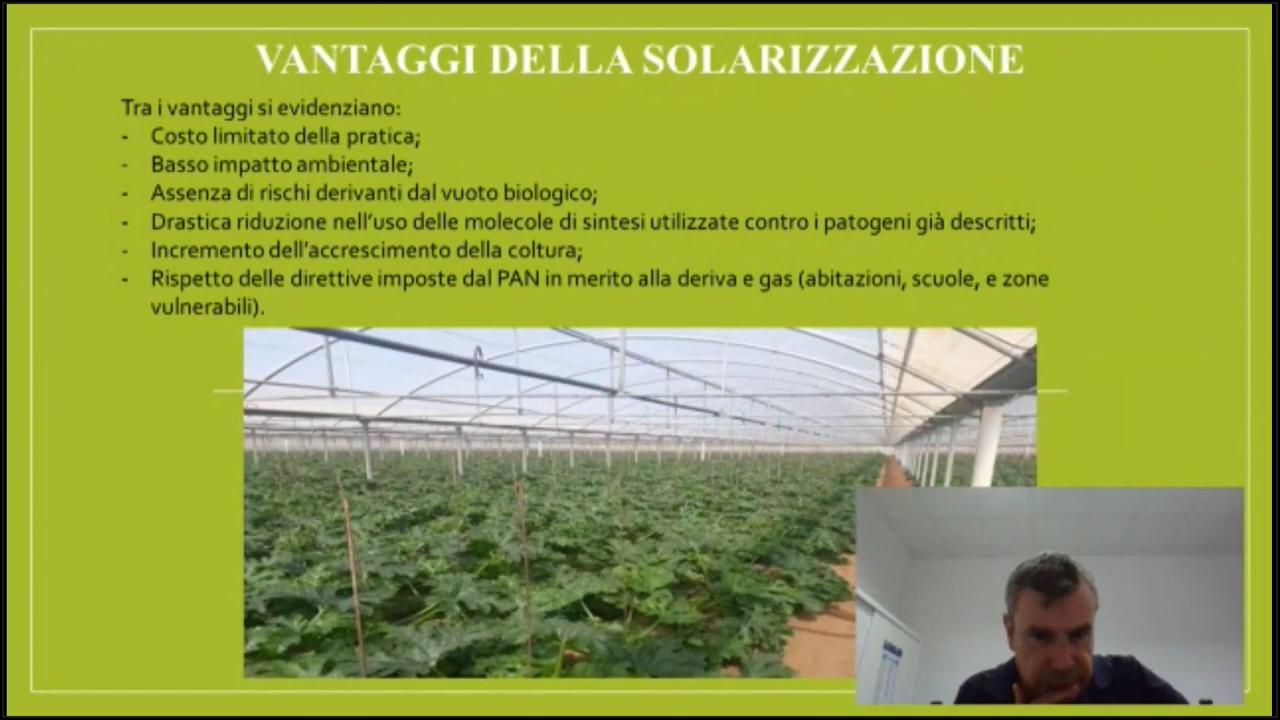 VANTAGGI DELLA SOLARIZZAZIONE
Tra i vantaggi si evidenziano:
- Costo limitato della pratica;
- Basso impatto ambientale;
- Assenza di rischi derivanti dal vuoto biologico;
- Drastica riduzione nell’uso delle molecole di sintesi utilizzate contro i patogeni già descritti;
- Incremento dell’accrescimento della coltura;
- Rispetto delle direttive imposte dal PAN in merito alla deriva e gas (abitazioni, scuole, e zone
vulnerabili).